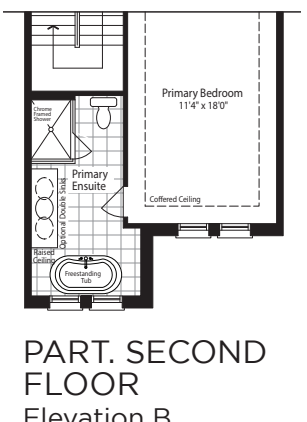 Primary Bedroom
11'4" x 18'0"
Chrome
Framed
Shower
Primary
Ensuite
Coffered Ceiling
Optional Double Sinks
Raised
Ceiling
Freestanding
Tub
PART. SECOND
FLOOR
Elevation B